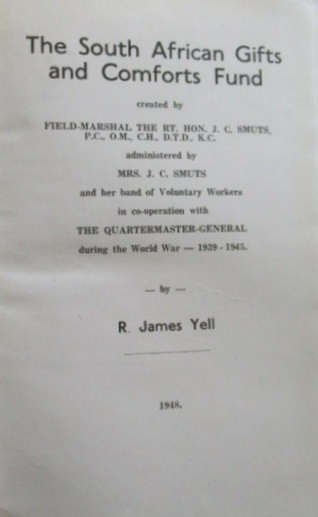 The South African Gifts
and Comforts Fund
created by
FIELD-MARSHAL THE RT. HON. J. C. SMUTS,
P.C., O.M., C.H., D.T.D., K.C.
administered by
MRS. J. C. SMUTS
and her band of Voluntary Workers
in co-operation with
THE QUARTERMASTER-GENERAL
during the World War — 1939 - 1945.
— by —
R. James Yell
1948.